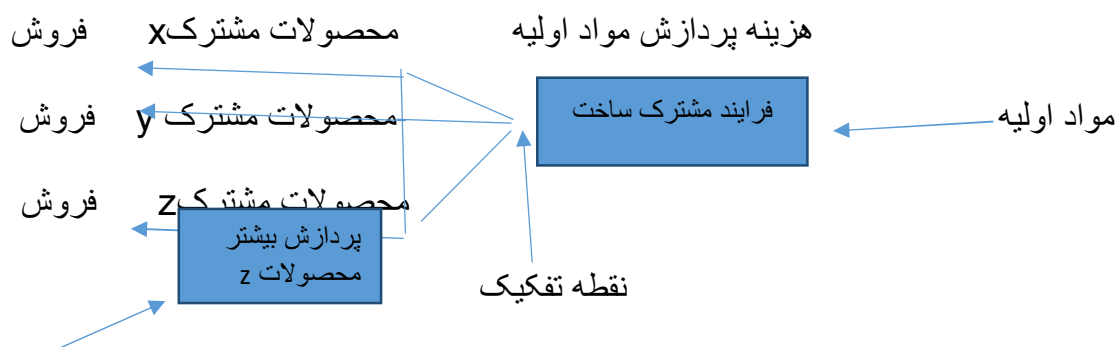 هزینه پردازش مواد اولیه محصولات مشترکx فروش
مواد اولیه فرایند مشترک ساخت محصولات مشترک y فروش
محصولات مشترکz فروش
پردازش بیشتر
محصولات z
نقطه تفکیک